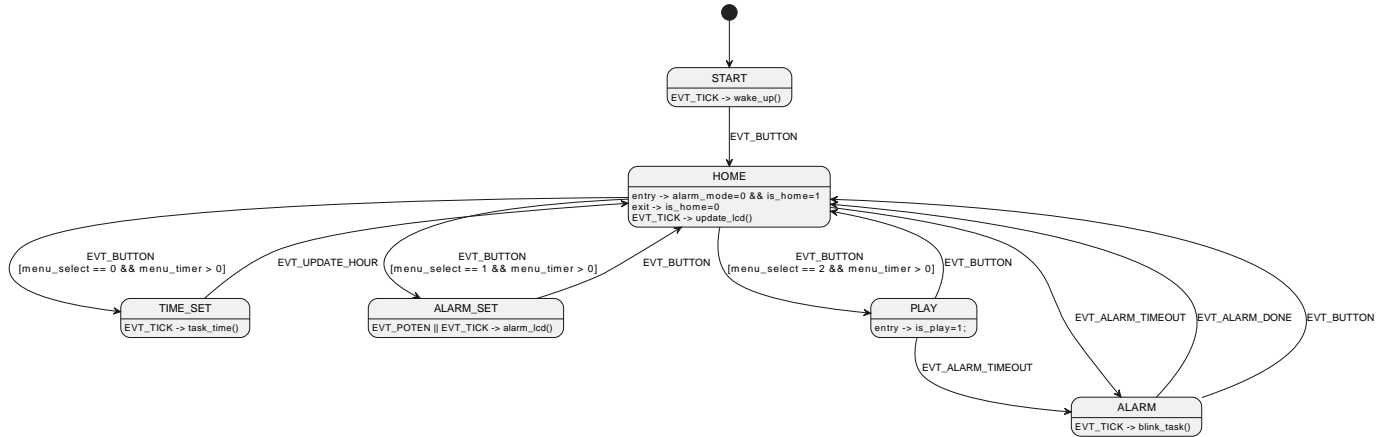 START
EVT_TICK -> wake_up()
EVT_BUTTON
HOME
entry -> alarm_mode=0 && is_home=1
exit -> is_home=0
EVT_TICK -> update_lcd()
EVT_BUTTON
[menu_select == 0 && menu_timer > 0]
EVT_UPDATE_HOUR
EVT_BUTTON
[menu_select == 1 && menu_timer > 0]
EVT_BUTTON
EVT_BUTTON
[menu_select == 2 && menu_timer > 0]
EVT_BUTTON
TIME_SET
EVT_TICK -> task_time()
ALARM_SET
EVT_POTEN || EVT_TICK -> alarm_lcd()
PLAY
entry -> is_play=1;
EVT_ALARM_TIMEOUT
EVT_ALARM_DONE
EVT_BUTTON
EVT_ALARM_TIMEOUT
ALARM
EVT_TICK -> blink_task()